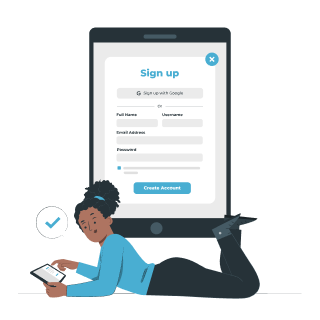 Sign up
G Sign up with Google
Or
Full Name Username
Email Address
Password
Create Account